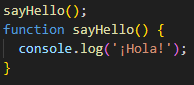 sayHello();
function sayHello() {
  console.log('¡Hola!');
}